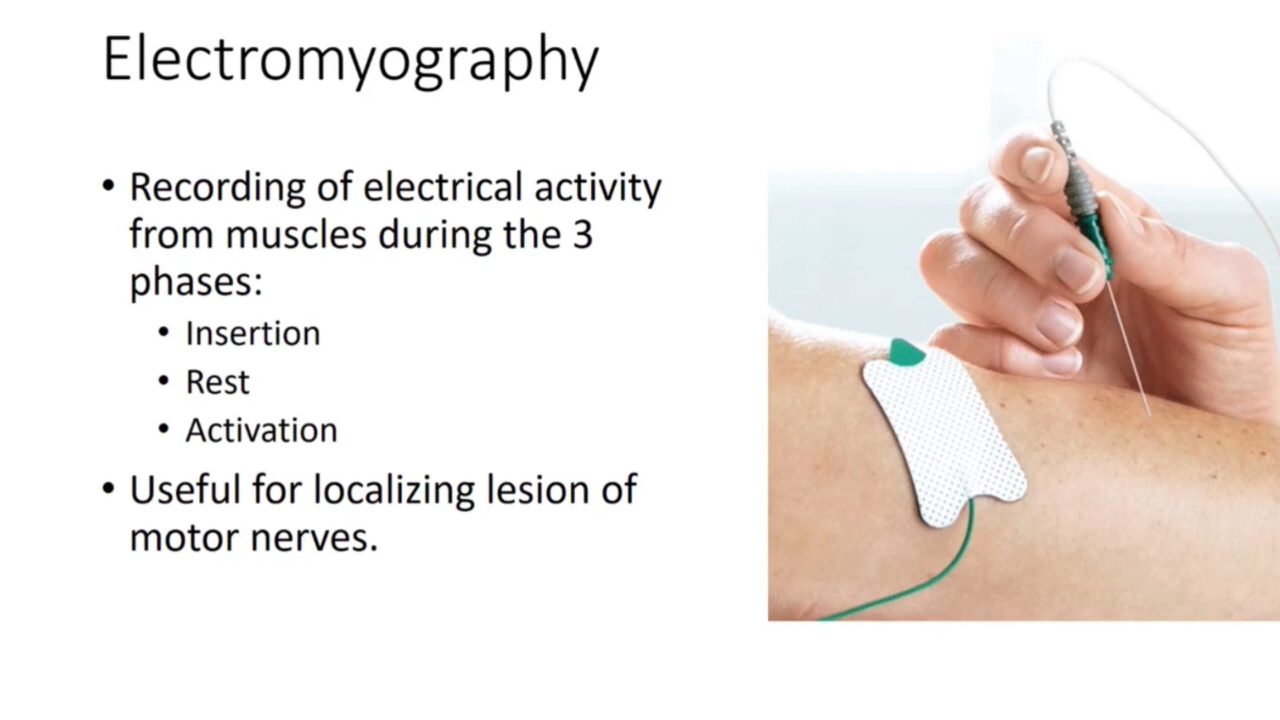 Electromyography
• Recording of electrical activity
from muscles during the 3
phases:
• Insertion
• Rest
• Activation
• Useful for localizing lesion of
motor nerves.